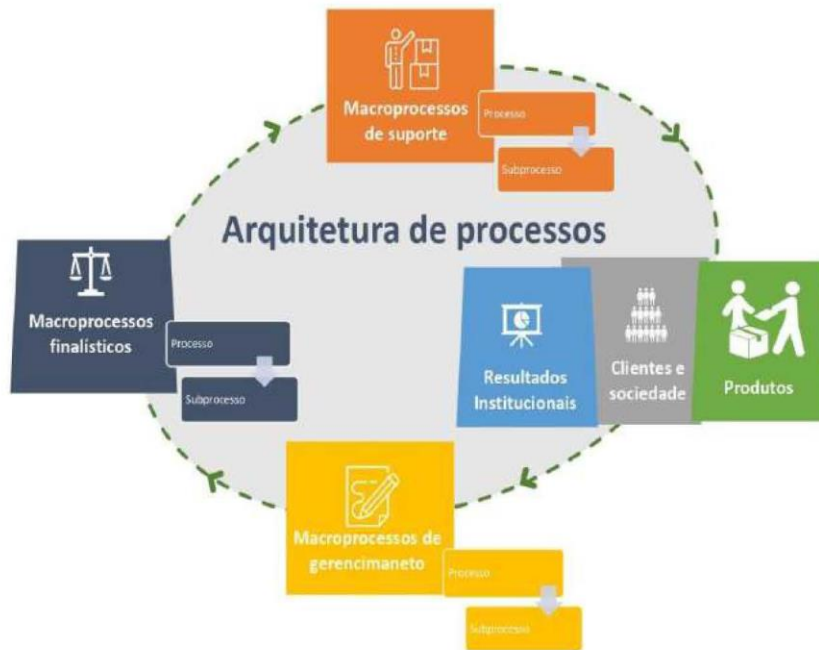 Macroprocessos
de suporte
Processo
Subprocesso
Arquitetura de processos
Macroprocessos
finalísticos
Processo
Subprocesso
Resultados
Institucionais
Clientes e
sociedade
Produtos
Macroprocessos de
gerencimaneto
Processo
Subprocesso